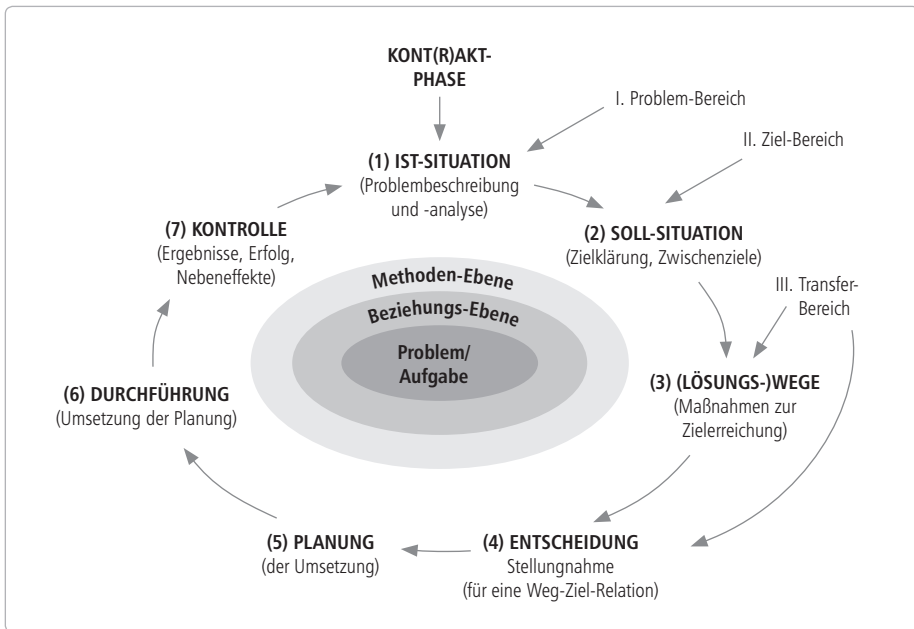 KONT(R)AKT-
PHASE
I. Problem-Bereich
II. Ziel-Bereich
(1) IST-SITUATION
(Problembeschreibung
und -analyse)
(7) KONTROLLE
(Ergebnisse, Erfolg,
Nebeneffekte)
(2) SOLL-SITUATION
(Zielklärung, Zwischenziele)
III. Transfer-
Bereich
Methoden-Ebene
Beziehungs-Ebene
Problem/
Aufgabe
(6) DURCHFÜHRUNG
(Umsetzung der Planung)
(3) (LÖSUNGS-)WEGE
(Maßnahmen zur
Zielerreichung)
(5) PLANUNG
(der Umsetzung)
(4) ENTSCHEIDUNG
Stellungnahme
(für eine Weg-Ziel-Relation)